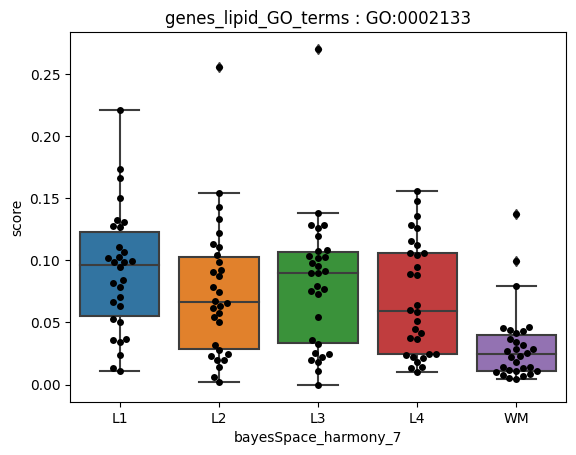 genes_lipid_GO_terms : GO:0002133
score
0.25
0.20
0.15
0.10
0.05
0.00
L1 L2 L3 L4 WM
bayesSpace_harmony_7